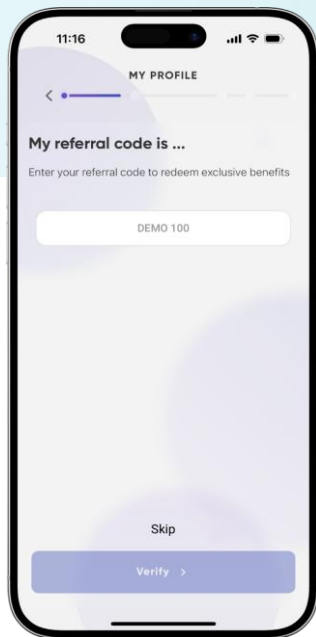 11:16
MY PROFILE
My referral code is ...
Enter your referral code to redeem exclusive benefits
DEMO 100
Skip
Verify >